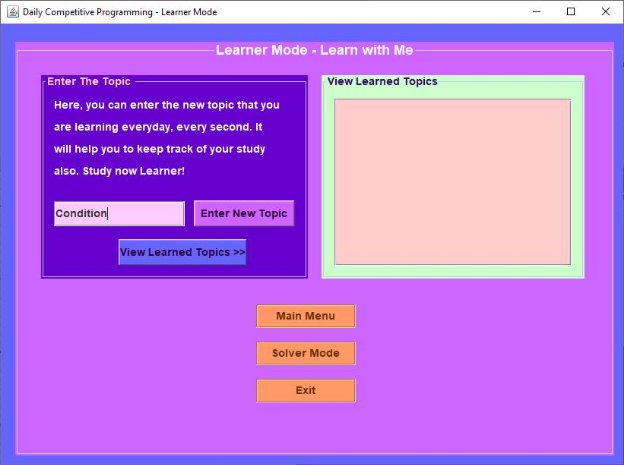 Daily Competitive Programming - Learner Mode
Learner Mode - Learn with Me
Enter The Topic
Here, you can enter the new topic that you
are learning everyday, every second. It
will help you to keep track of your study
also. Study now Learner!
Condition
Enter New Topic
View Learned Topics >>
View Learned Topics
Main Menu
Solver Mode
Exit